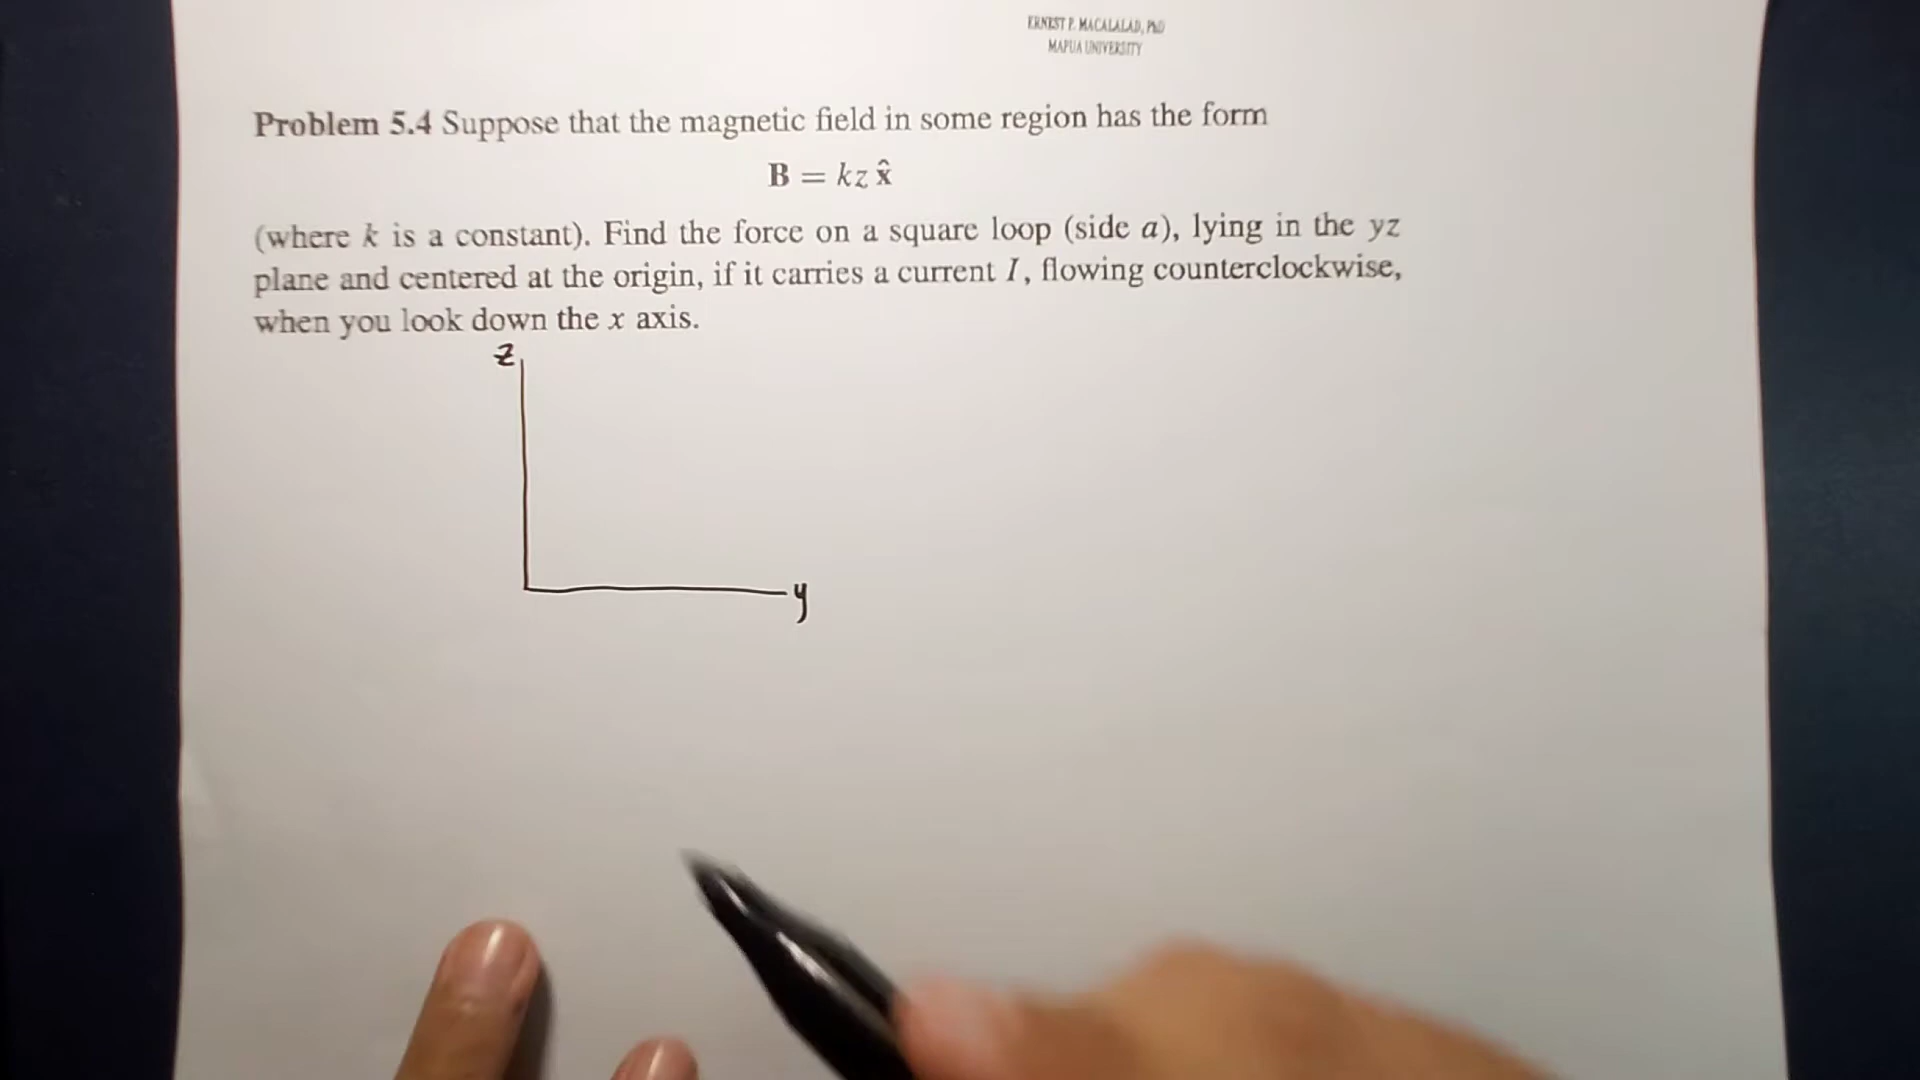 ERNEST P. MACALALAD, PhD
MAPUA UNIVERSITY
Problem 5.4 Suppose that the magnetic field in some region has the form
B = kz x̂
(where k is a constant). Find the force on a square loop (side a), lying in the yz
plane and centered at the origin, if it carries a current I, flowing counterclockwise,
when you look down the x axis.
z
y